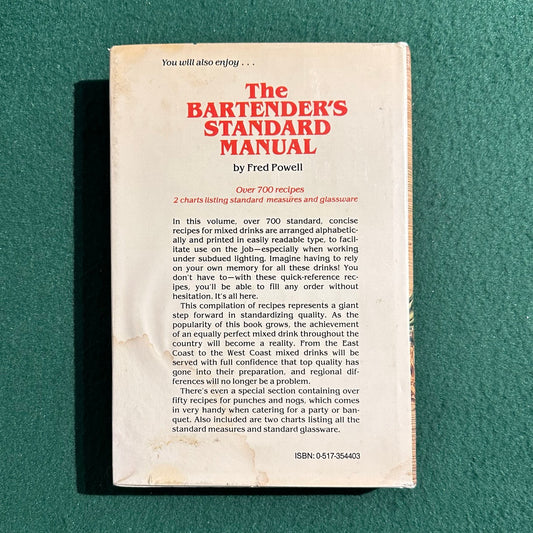 You will also enjoy . . .
The
BARTENDER'S
STANDARD
MANUAL
by Fred Powell
Over 700 recipes
2 charts listing standard measures and glassware
In this volume, over 700 standard, concise
recipes for mixed drinks are arranged alphabetic-
ally and printed in easily readable type, to facil-
itate use on the job—especially when working
under subdued lighting. Imagine having to rely
on your own memory for all these drinks! You
don't have to—with these quick-reference rec-
ipes, you'll be able to fill any order without
hesitation. It's all here.
This compilation of recipes represents a giant
step forward in standardizing quality. As the
popularity of this book grows, the achievement
of an equally perfect mixed drink throughout the
country will become a reality. From the East
Coast to the West Coast mixed drinks will be
served with full confidence that top quality has
gone into their preparation, and regional dif-
ferences will no longer be a problem.
There's even a special section containing over
fifty recipes for punches and nogs, which comes
in very handy when catering for a party or ban-
quet. Also included are two charts listing all the
standard measures and standard glassware.
ISBN: 0-517-354403